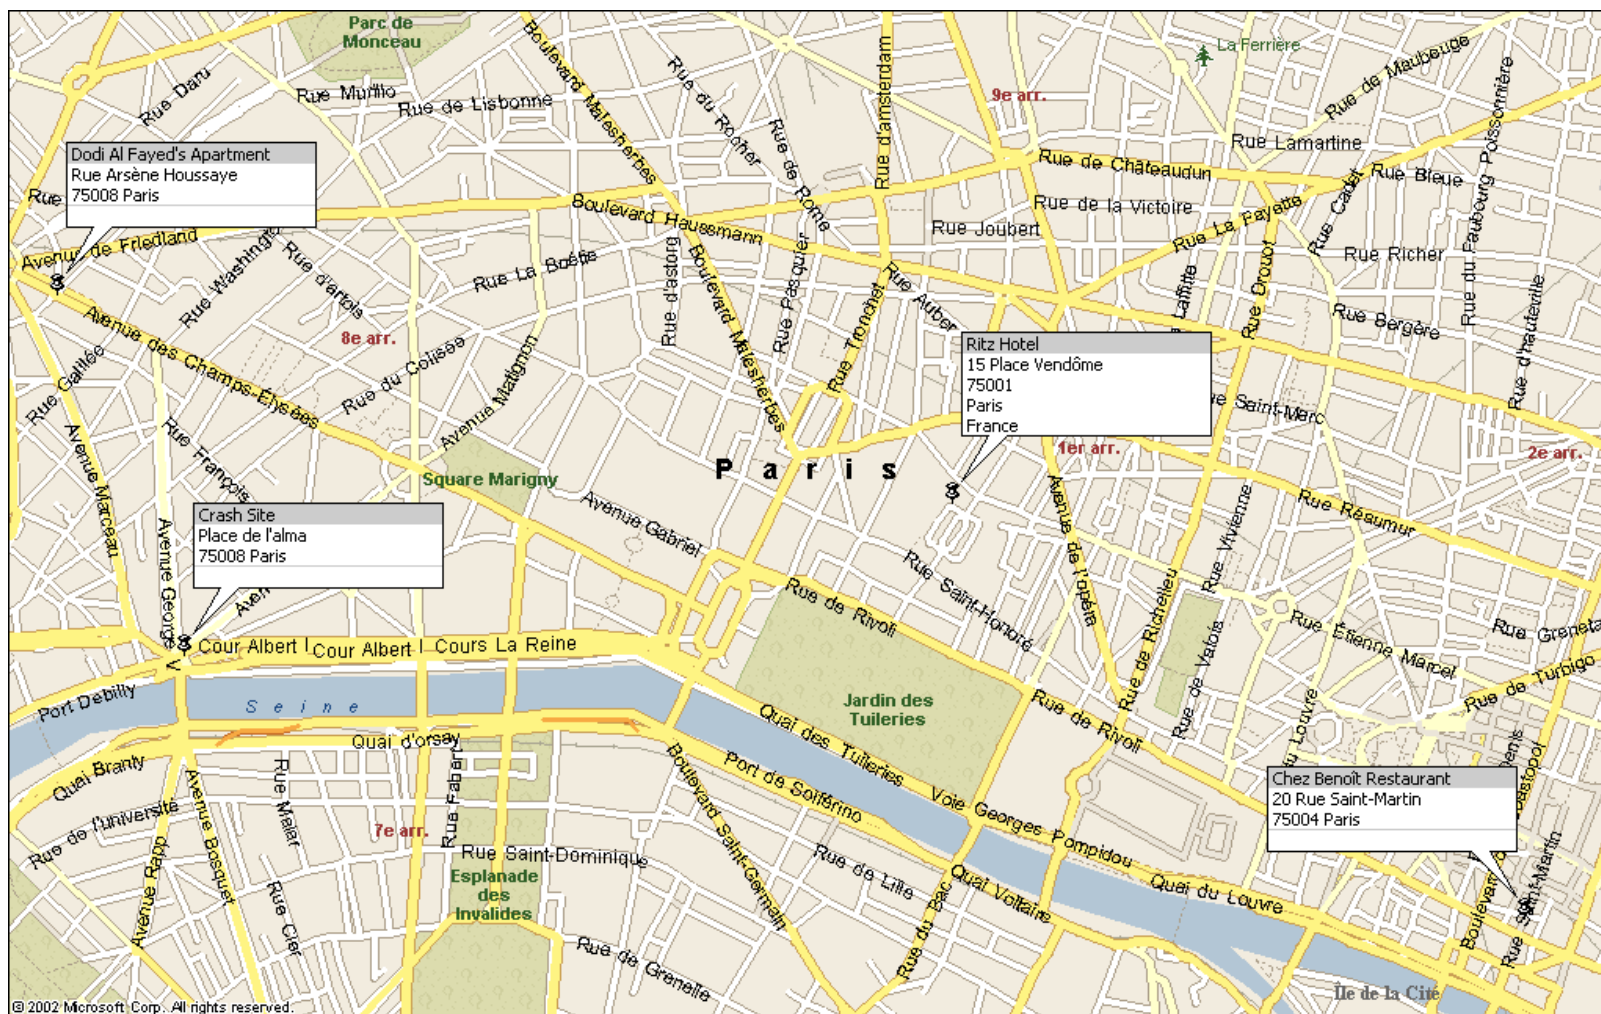 Parc de
Monceau
Boulevard Malesherbes
Rue d'amsterdam
La Ferrière
Rue de Maubeuge
Rue Daru
Rue Murillo
Rue de Lisbonne
Rue du Rocher
Rue de Rome
9e arr.
Rue Lamartine
Rue du Faubourg Poissonnière
Dodi Al Fayed's Apartment
Rue Arsène Houssaye
75008 Paris
Rue
Rue de Châteaudun
Rue Bleue
Rue Cadet
Rue de la Victoire
Rue La Fayette
Rue Joubert
Rue Richer
Boulevard Haussmann
Avenue de Friedland
Rue Washington
Rue d'artois
Rue La Boétie
Rue d'astorg
Boulevard Malesherbes
Rue Pasquier
Rue Tronchet
Rue Auber
Laffitte
Rue Drouot
Rue Bergère
Rue d'hauteville
Avenue des Champs-Élysées
8e arr.
Rue du Colisée
Avenue Matignon
Rue Galilée
Ritz Hotel
15 Place Vendôme
75001
Paris
France
Rue Saint-Marc
1er arr.
2e arr.
Avenue Marceau
Rue François
Square Marigny
Paris
Avenue Gabriel
Avenue de l'opéra
Rue Vivienne
Rue Réaumur
Crash Site
Place de l'alma
75008 Paris
Avenue George V
Aven
Rue Saint-Honoré
Rue de Rivoli
Rue de Richelieu
Rue de Valois
Rue Étienne Marcel
Rue Greneta
Rue de Turbigo
Cour Albert I
Cour Albert I
Cours La Reine
Port Debilly
Seine
Jardin des
Tuileries
Rue de Rivoli
du Louvre
Quai des Tuileries
Quai d'orsay
Quai Branly
Rue Malar
Rue Faber
Boulevard Saint-Germain
Port de Solférino
Voie Georges Pompidou
Chez Benoît Restaurant
20 Rue Saint-Martin
75004 Paris
enis
bastopol
Rue de l'université
Avenue Rapp
Avenue Bosquet
7e arr.
Rue Saint-Dominique
Esplanade
des
Invalides
Rue Cler
Rue de Lille
Rue du Bac
Quai Voltaire
Quai du Louvre
Boulevard
Rue Saint-Martin
Rue de Grenelle
Île de la Cité
© 2002 Microsoft Corp. All rights reserved.